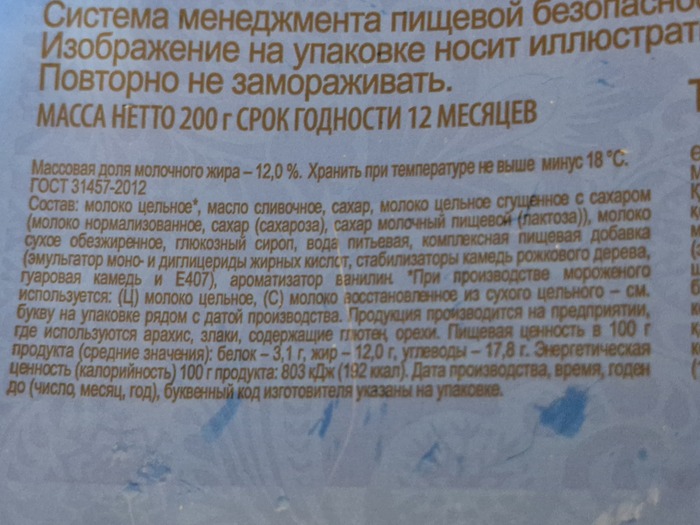 Система менеджмента пищевой безопасно
Изображение на упаковке носит иллюстрат
Повторно не замораживать.
МАССА НЕТТО 200 г СРОК ГОДНОСТИ 12 МЕСЯЦЕВ
Массовая доля молочного жира – 12,0 %. Хранить при температуре не выше минус 18 °С.
ГОСТ 31457-2012
Состав: молоко цельное*, масло сливочное, сахар, молоко цельное сгущенное с сахаром
(молоко нормализованное, сахар (сахароза), сахар молочный пищевой (лактоза)), молоко
сухое обезжиренное, глюкозный сироп, вода питьевая, комплексная пищевая добавка
(эмульгатор моно- и диглицериды жирных кислот, стабилизаторы камедь рожкового дерева,
гуаровая камедь и Е407), ароматизатор ванилин. *При производстве мороженого
используется: (Ц) молоко цельное, (С) молоко восстановленное из сухого цельного – см.
букву на упаковке рядом с датой производства. Продукция производится на предприятии,
где используются арахис, злаки, содержащие глютен, орехи. Пищевая ценность в 100 г
продукта (средние значения): белок – 3,1 г, жир – 12,0 г, углеводы – 17,8 г. Энергетическая
ценность (калорийность) 100 г продукта: 803 кДж (192 ккал). Дата производства, время, годен
до (число, месяц, год), буквенный код изготовителя указаны на упаковке.